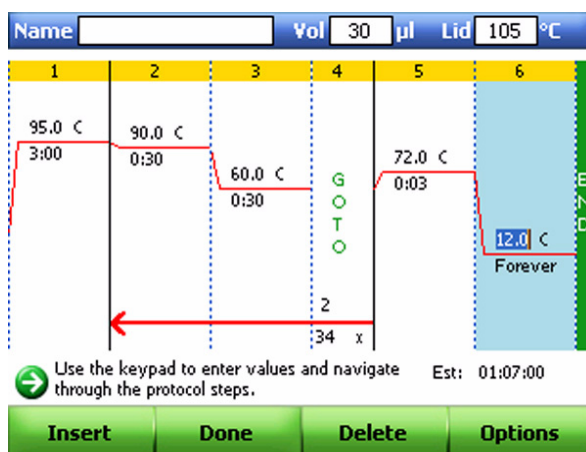 Name Vol 30 µl Lid 105 °C
1 2 3 4 5 6
95.0 C
3:00
90.0 C
0:30
60.0 C
0:30
GOTO
2
34 x
72.0 C
0:03
12.0 C
Forever
END
Use the keypad to enter values and navigate
through the protocol steps.
Est: 01:07:00
Insert Done Delete Options